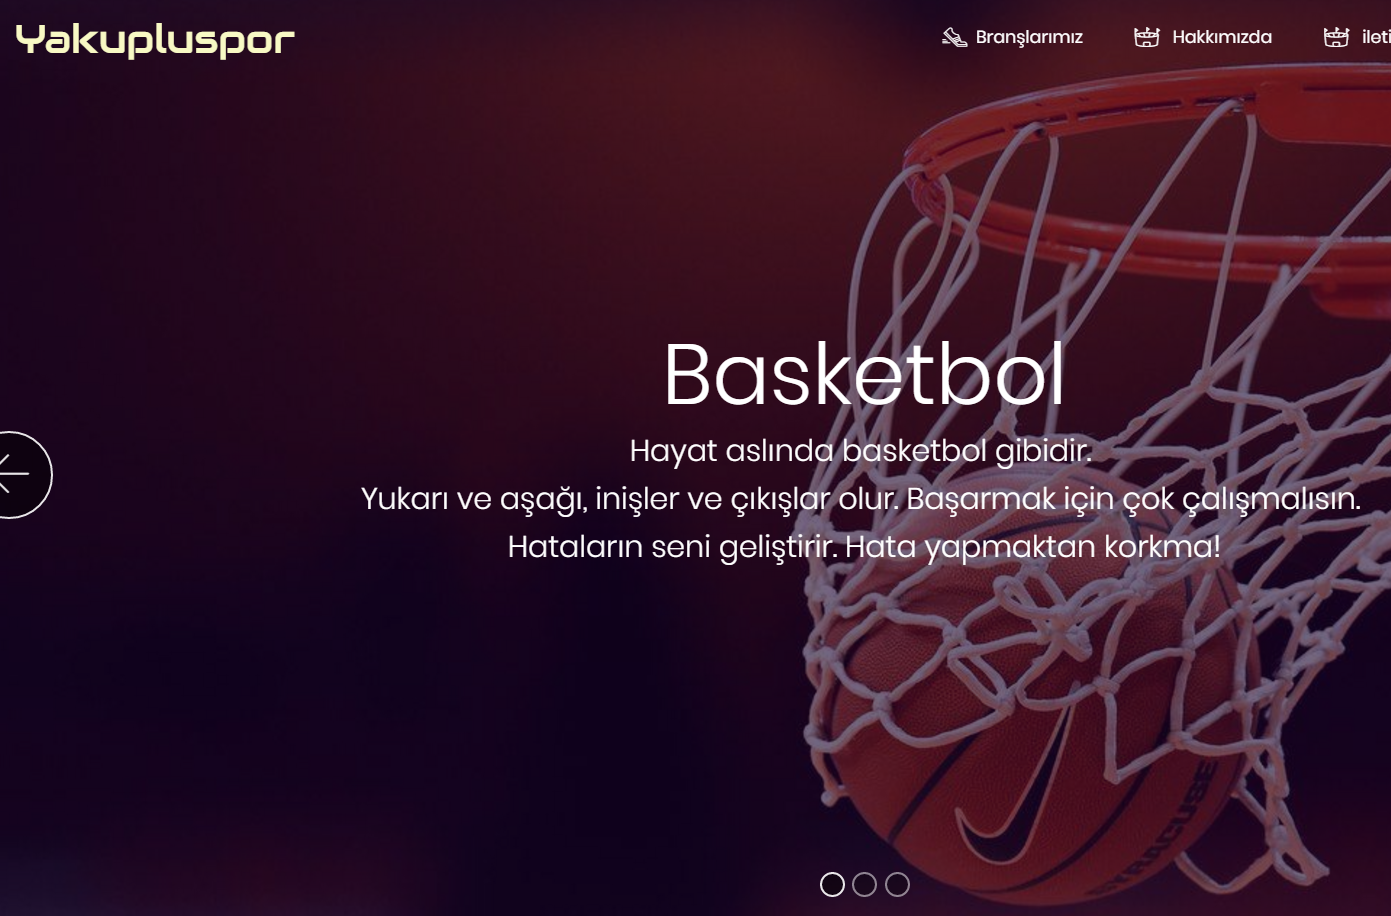 Yakupluspor
Branşlarımız
Hakkımızda
ileti
Basketbol
Hayat aslında basketbol gibidir.
Yukarı ve aşağı, inişler ve çıkışlar olur. Başarmak için çok çalışmalısın.
Hataların seni geliştirir. Hata yapmaktan korkma!
SYRACUSE